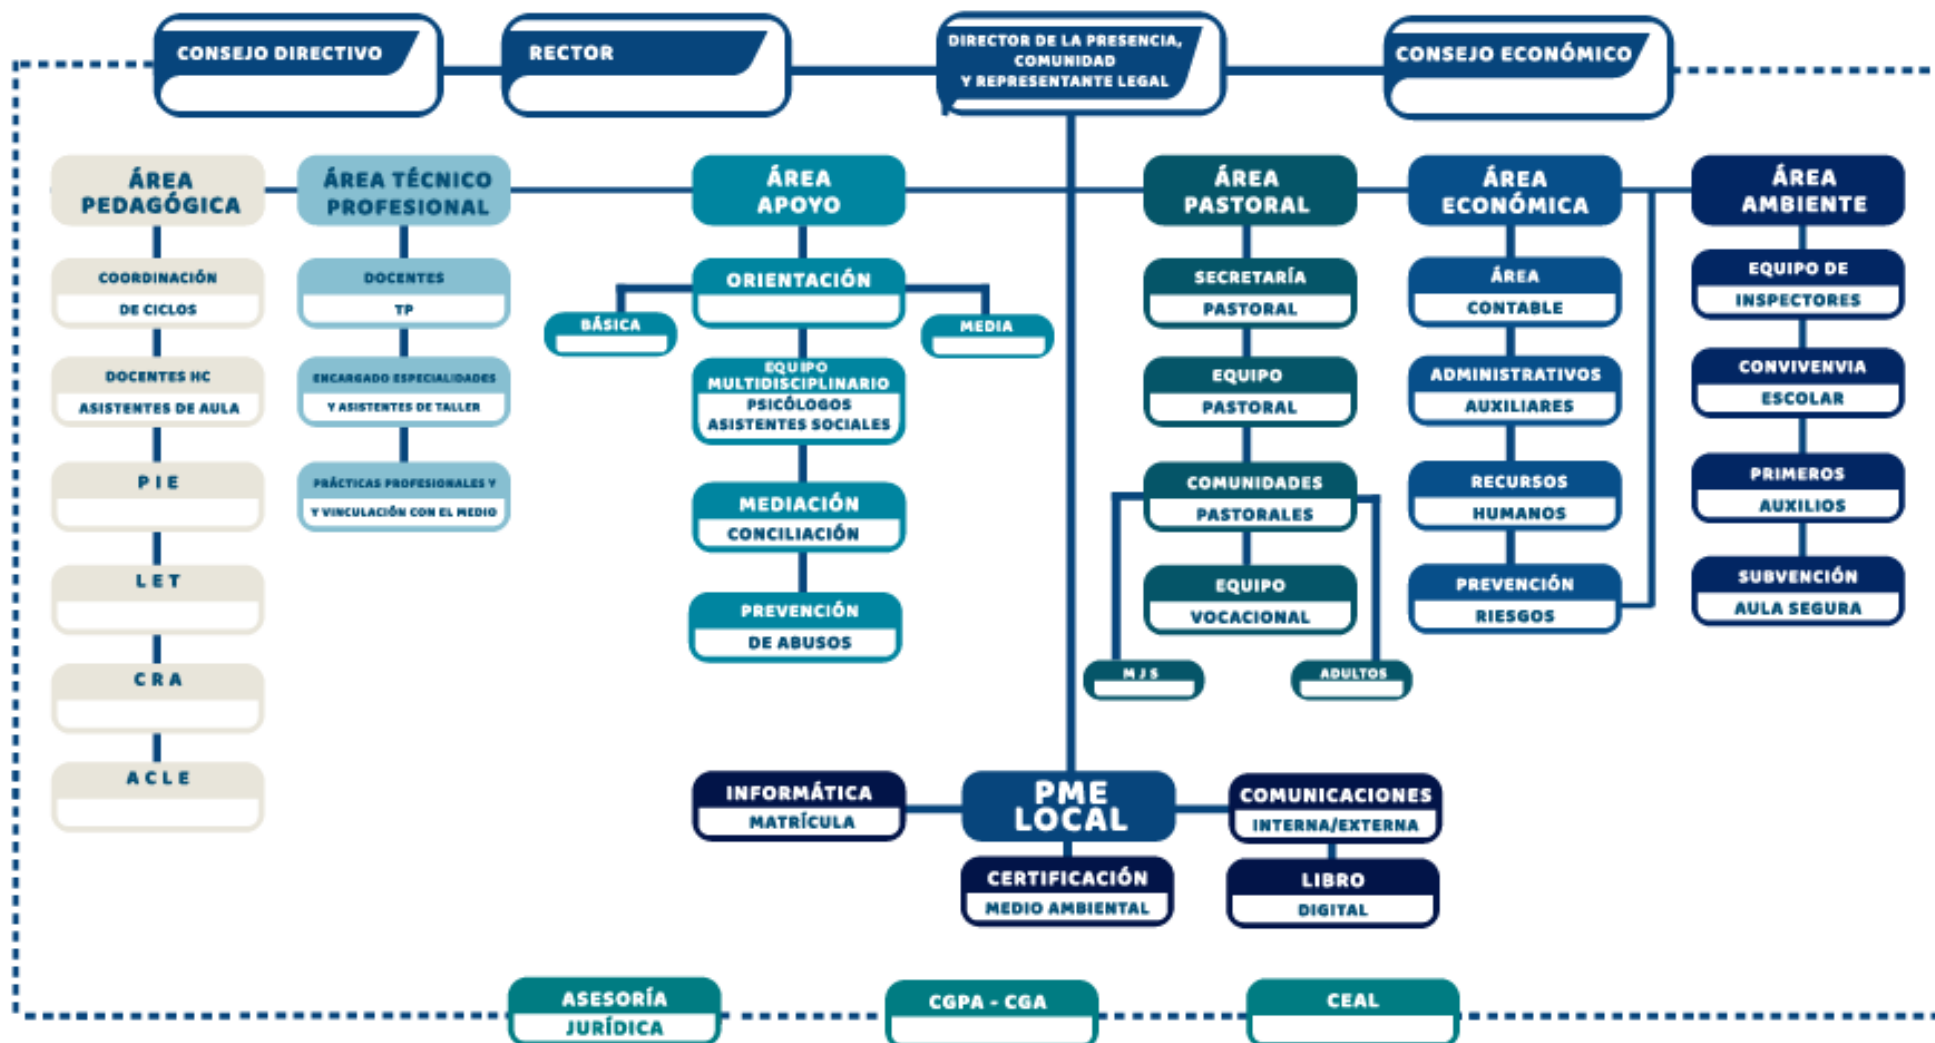 CONSEJO DIRECTIVO
RECTOR
DIRECTOR DE LA PRESENCIA,
COMUNIDAD
Y REPRESENTANTE LEGAL
CONSEJO ECONÓMICO
ÁREA
PEDAGÓGICA
COORDINACIÓN
DE CICLOS
DOCENTES HC
ASISTENTES DE AULA
P I E
L E T
C R A
A C L E
ÁREA TÉCNICO
PROFESIONAL
DOCENTES
TP
ENCARGADO ESPECIALIDADES
Y ASISTENTES DE TALLER
PRÁCTICAS PROFESIONALES Y
Y VINCULACIÓN CON EL MEDIO
ÁREA
APOYO
ORIENTACIÓN
BÁSICA
MEDIA
EQUIPO
MULTIDISCIPLINARIO
PSICÓLOGOS
ASISTENTES SOCIALES
MEDIACIÓN
CONCILIACIÓN
PREVENCIÓN
DE ABUSOS
ÁREA
PASTORAL
SECRETARÍA
PASTORAL
EQUIPO
PASTORAL
COMUNIDADES
PASTORALES
EQUIPO
VOCACIONAL
M J S
ADULTOS
ÁREA
ECONÓMICA
ÁREA
CONTABLE
ADMINISTRATIVOS
AUXILIARES
RECURSOS
HUMANOS
PREVENCIÓN
RIESGOS
ÁREA
AMBIENTE
EQUIPO DE
INSPECTORES
CONVIVENVIA
ESCOLAR
PRIMEROS
AUXILIOS
SUBVENCIÓN
AULA SEGURA
INFORMÁTICA
MATRÍCULA
PME
LOCAL
COMUNICACIONES
INTERNA/EXTERNA
CERTIFICACIÓN
MEDIO AMBIENTAL
LIBRO
DIGITAL
ASESORÍA
JURÍDICA
CGPA - CGA
CEAL